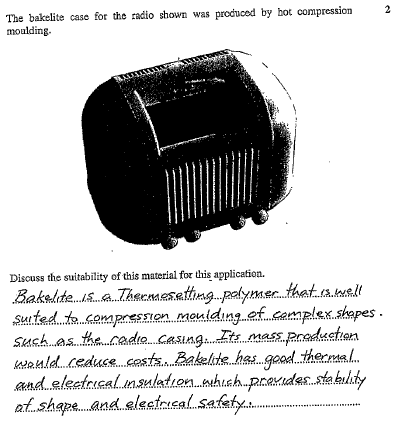 The bakelite case for the radio shown was produced by hot compression
moulding.
2
Discuss the suitability of this material for this application.
Bakelite is a Thermosetting polymer that is well
suited to compression moulding of complex shapes.
such as the radio casing. Its mass production
would reduce costs. Bakelite has good thermal
and electrical insulation which provides stability
of shape and electrical safety.